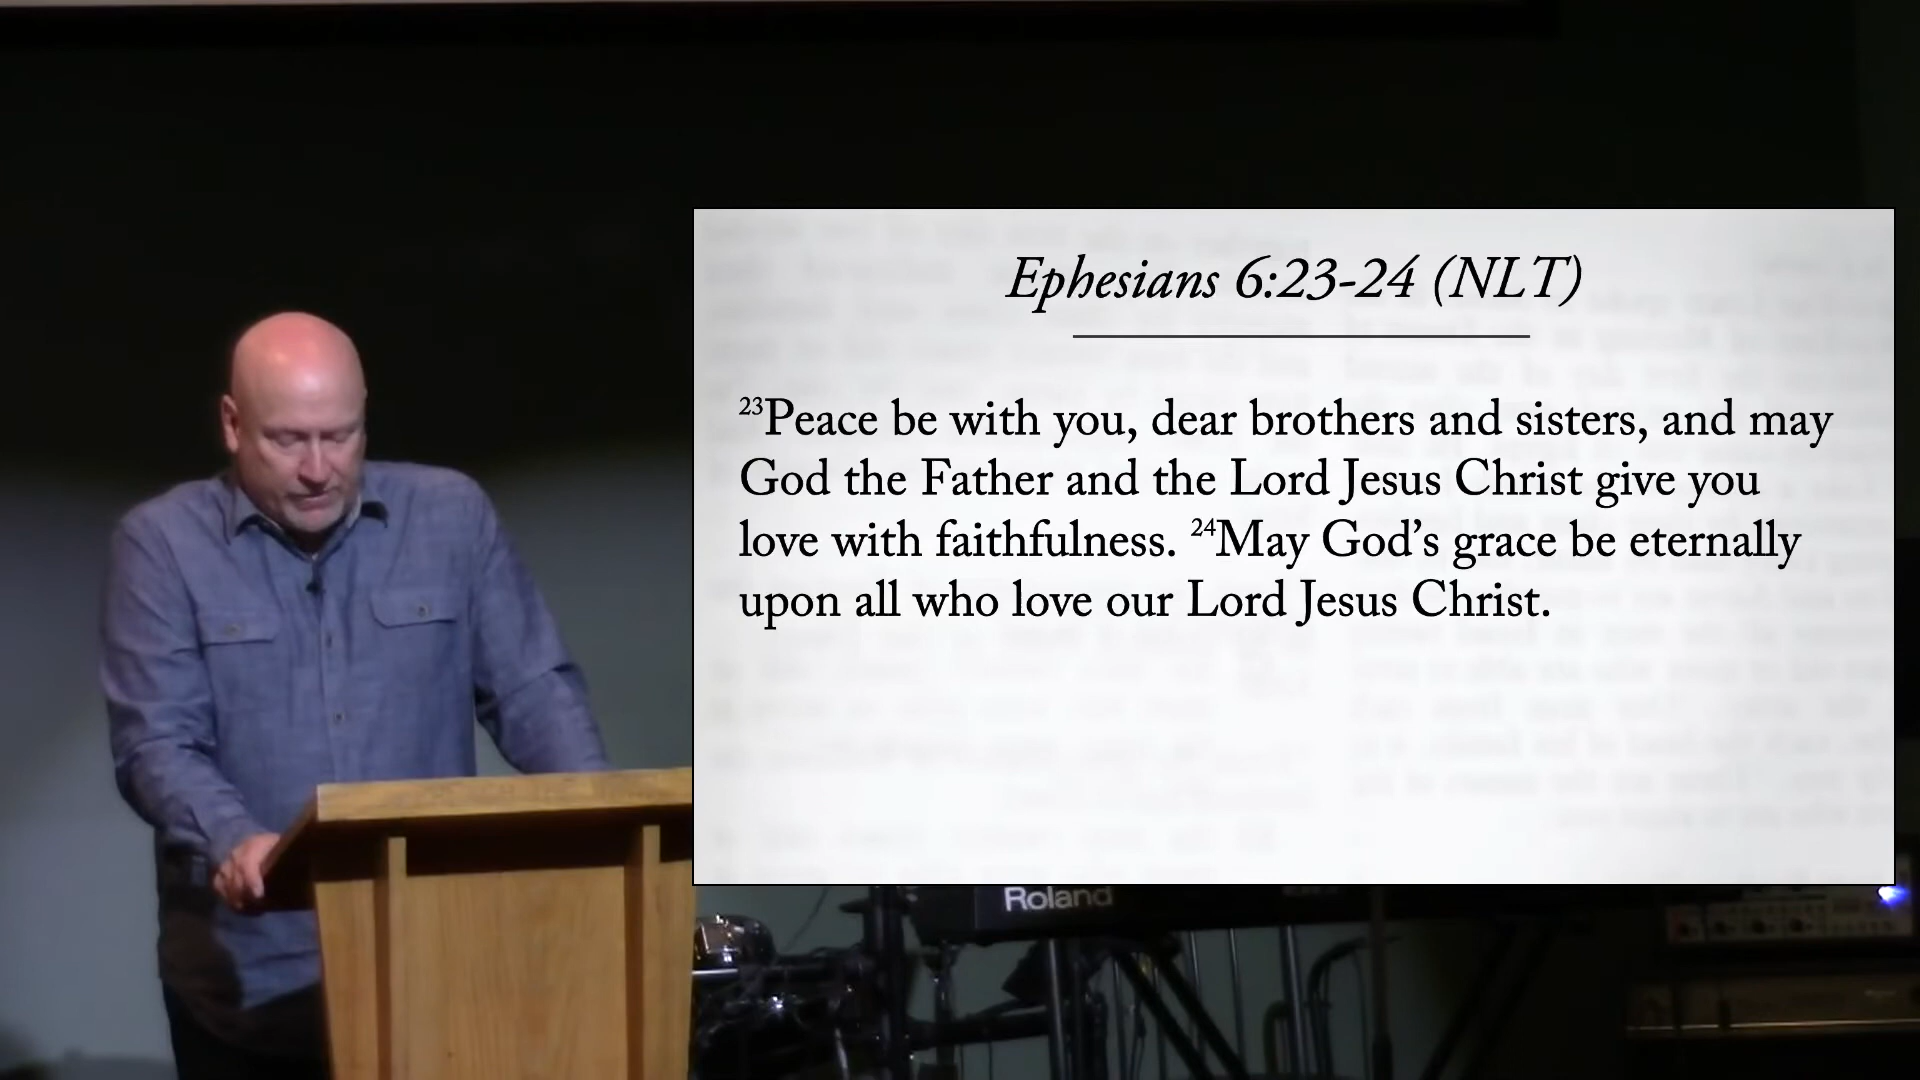 Ephesians 6:23-24 (NLT)
23Peace be with you, dear brothers and sisters, and may
God the Father and the Lord Jesus Christ give you
love with faithfulness. 24May God’s grace be eternally
upon all who love our Lord Jesus Christ.
Roland